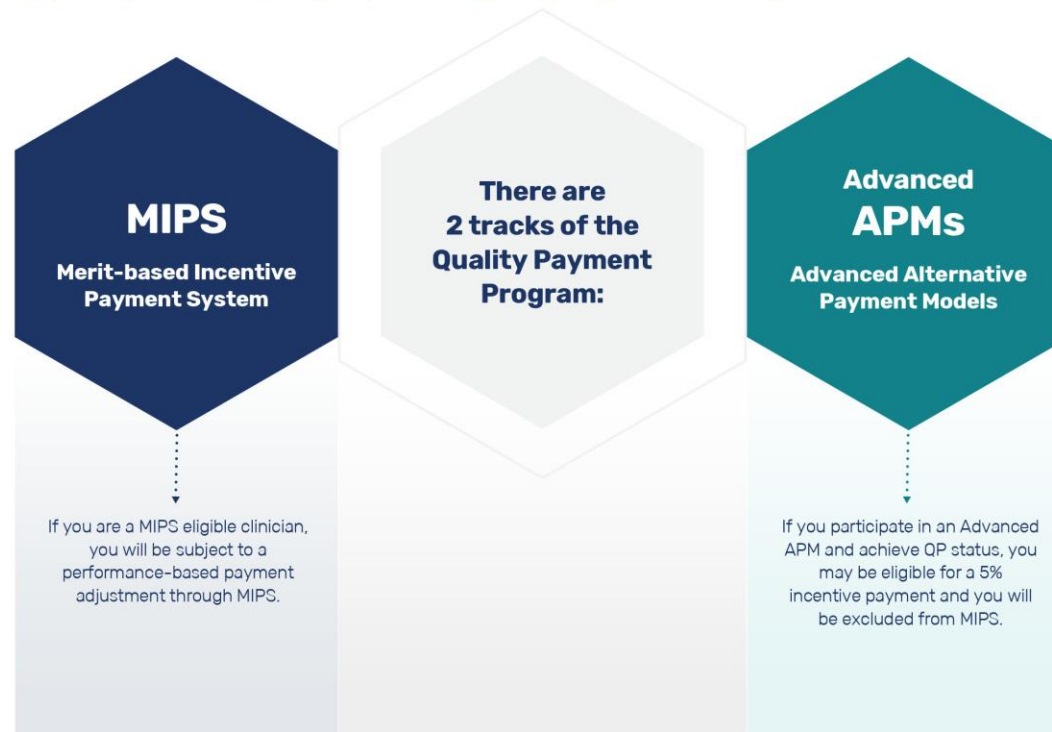 MIPS
Merit-based Incentive
Payment System
If you are a MIPS eligible clinician,
you will be subject to a
performance-based payment
adjustment through MIPS.
There are
2 tracks of the
Quality Payment
Program:
Advanced
APMs
Advanced Alternative
Payment Models
If you participate in an Advanced
APM and achieve QP status, you
may be eligible for a 5%
incentive payment and you will
be excluded from MIPS.